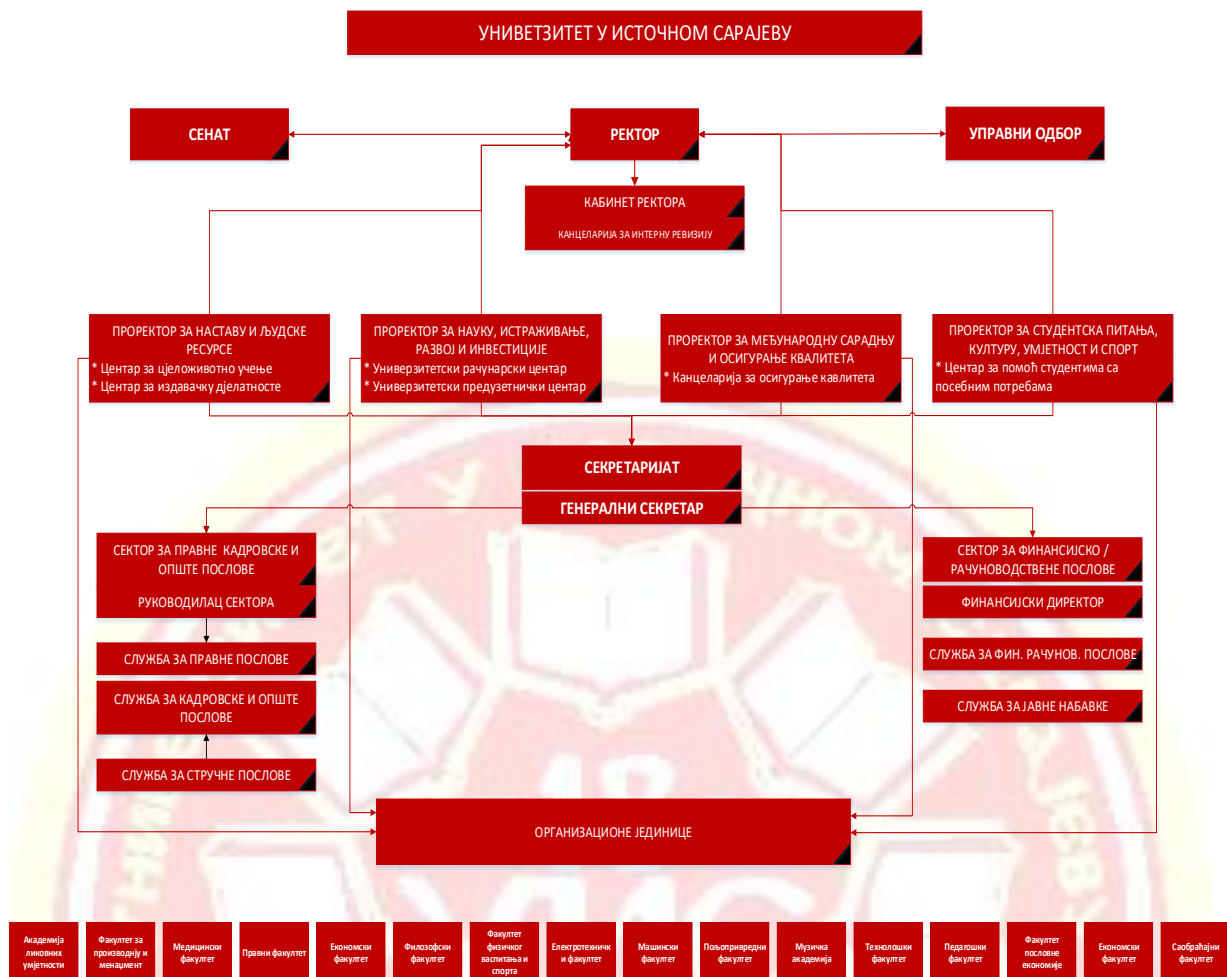 УНИВЕТЗИТЕТ У ИСТОЧНОМ САРАЈЕВУ
СЕНАТ
РЕКТОР
УПРАВНИ ОДБОР
КАБИНЕТ РЕКТОРА
КАНЦЕЛАРИЈА ЗА ИНТЕРНУ РЕВИЗИЈУ
ПРОРЕКТОР ЗА НАСТАВУ И ЉУДСКЕ
РЕСУРСЕ
* Центар за цјеложивотно учење
* Центар за издавачку дјелатносте
ПРОРЕКТОР ЗА НАУКУ, ИСТРАЖИВАЊЕ,
РАЗВОЈ И ИНВЕСТИЦИЈЕ
* Универзитетски рачунарски центар
* Универзитетски предузетнички центар
ПРОРЕКТОР ЗА МЕЂУНАРОДНУ САРАДЊУ
И ОСИГУРАЊЕ КВАЛИТЕТА
* Канцеларија за осигурање кавлитета
ПРОРЕКТОР ЗА СТУДЕНТСКА ПИТАЊА,
КУЛТУРУ, УМЈЕТНОСТ И СПОРТ
* Центар за помоћ студентима са
посебним потребама
СЕКРЕТАРИЈАТ
ГЕНЕРАЛНИ СЕКРЕТАР
СЕКТОР ЗА ПРАВНЕ КАДРОВСКЕ И
ОПШТЕ ПОСЛОВЕ
РУКОВОДИЛАЦ СЕКТОРА
СЛУЖБА ЗА ПРАВНЕ ПОСЛОВЕ
СЛУЖБА ЗА КАДРОВСКЕ И ОПШТЕ
ПОСЛОВЕ
СЛУЖБА ЗА СТРУЧНЕ ПОСЛОВЕ
СЕКТОР ЗА ФИНАНСИЈСКО /
РАЧУНОВОДСТВЕНЕ ПОСЛОВЕ
ФИНАНСИЈСКИ ДИРЕКТОР
СЛУЖБА ЗА ФИН. РАЧУНОВ. ПОСЛОВЕ
СЛУЖБА ЗА ЈАВНЕ НАБАВКЕ
ОРГАНИЗАЦИОНЕ ЈЕДИНИЦЕ
Академија
ликовних
умјетности
Факултет за
производњу и
менаџмент
Медицински
факултет
Правни факултет
Економски
факултет
Филозофски
факултет
Факултет
физичког
васпитања и
спорта
Електротехничк
и факултет
Машински
факултет
Пољопривредни
факултет
Музичка
академија
Технолошки
факултет
Педагошки
факултет
Факултет
пословне
економије
Економски
факултет
Саобраћајни
факултет